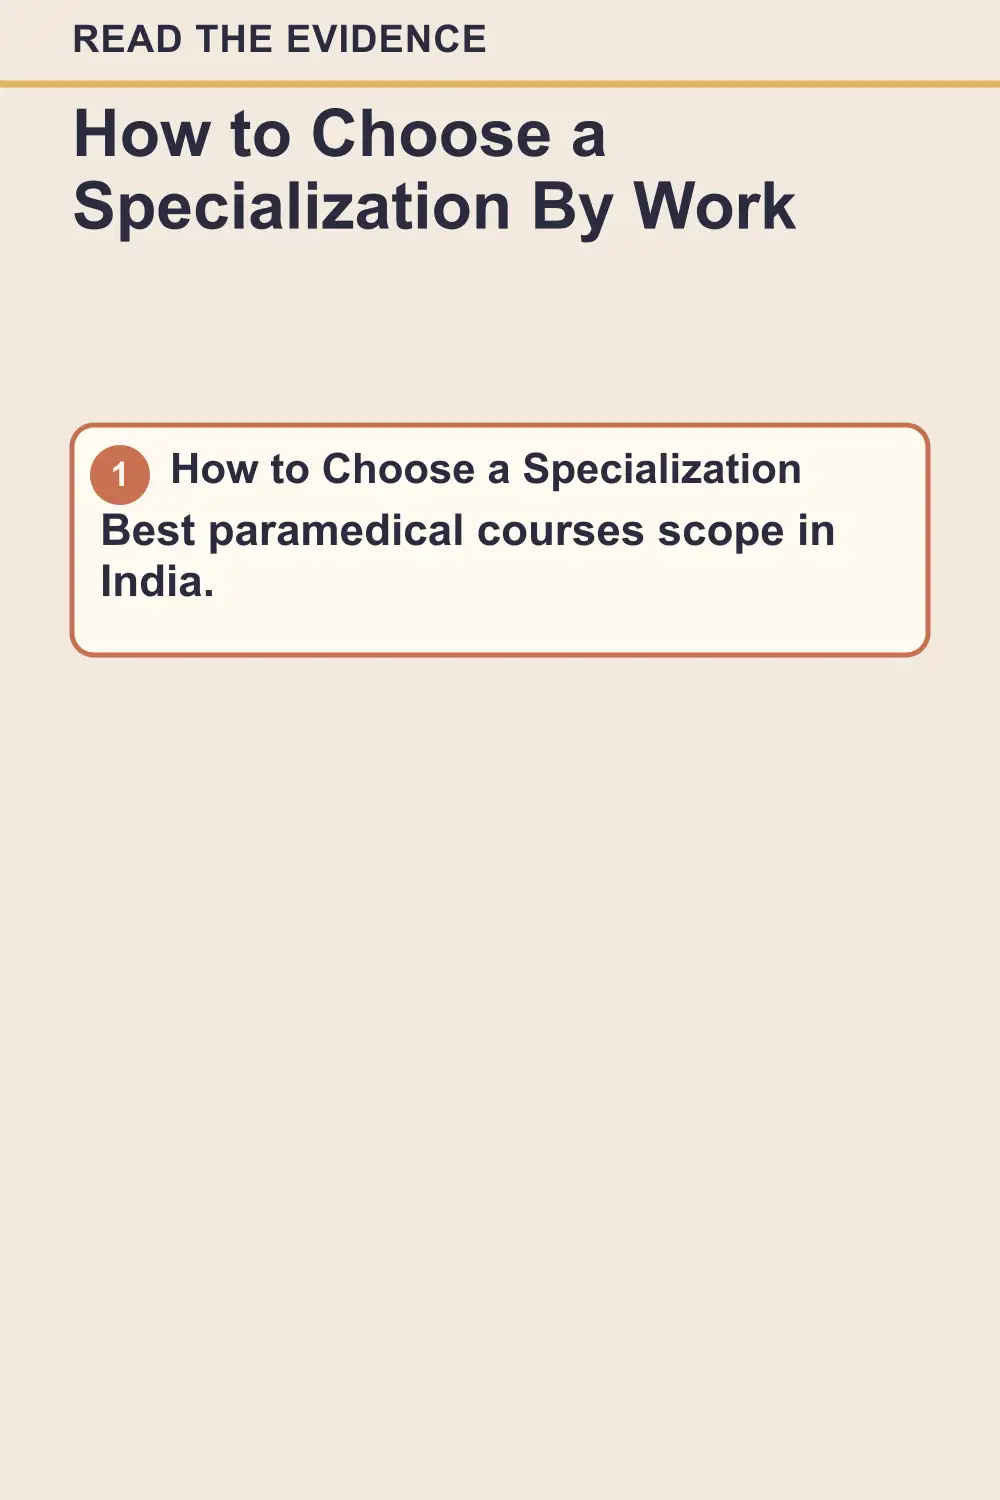 READ THE EVIDENCE
How to Choose a
Specialization By Work
1 How to Choose a Specialization
Best paramedical courses scope in
India.